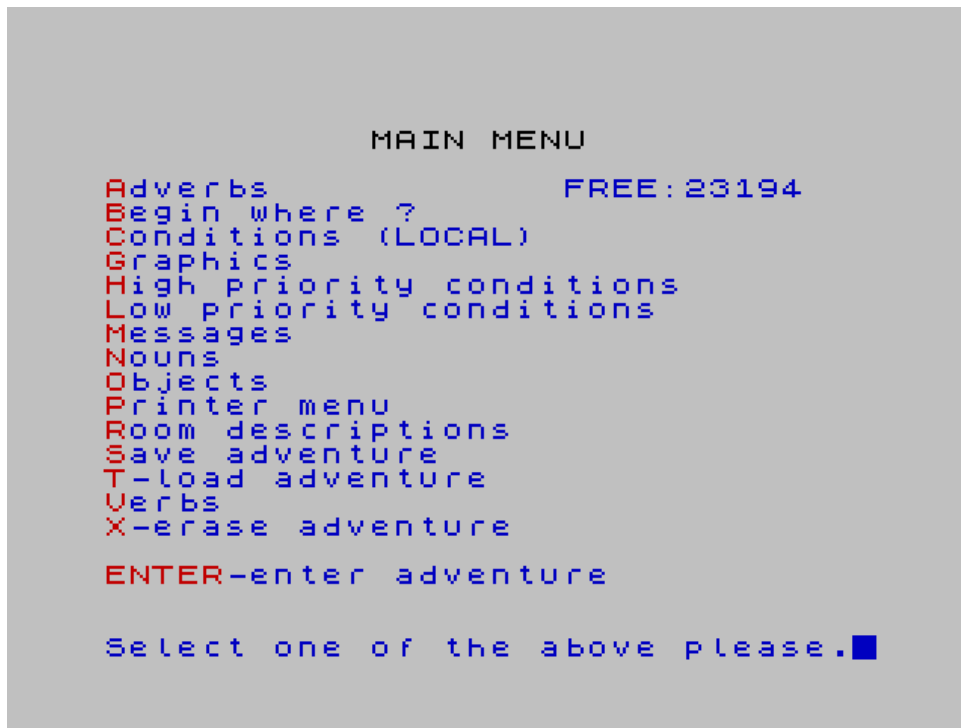 MAIN MENU
Adverbs FREE:23194
Begin where ?
Conditions (LOCAL)
Graphics
High priority conditions
Low priority conditions
Messages
Nouns
Objects
Printer menu
Room descriptions
Save adventure
T-load adventure
Verbs
X-erase adventure
ENTER-enter adventure
Select one of the above please.